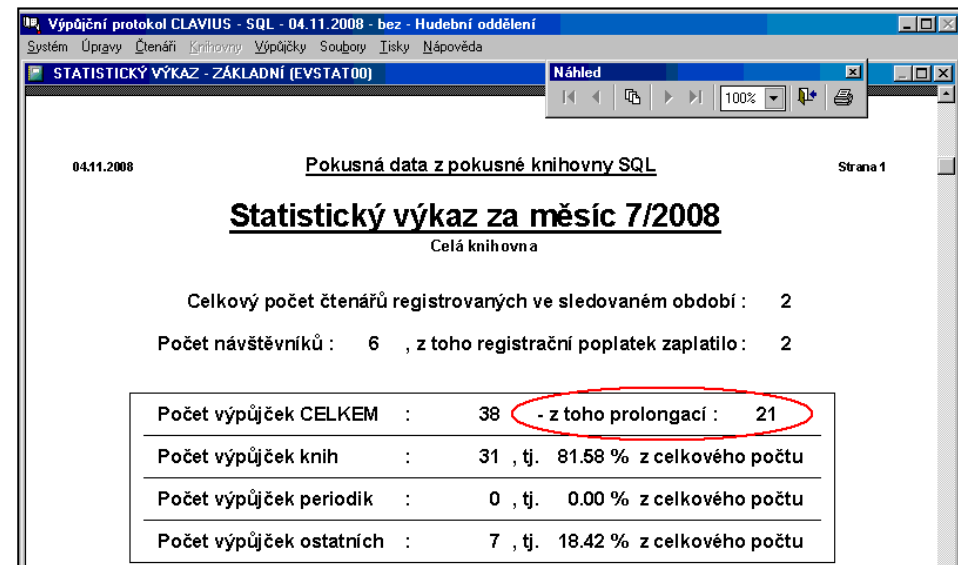 Výpůjční protokol CLAVIUS - SQL - 04.11.2008 - bez - Hudební oddělení
Systém Úpravy Čtenáři Knihovny Výpůjčky Soubory Tisky Nápověda
STATISTICKÝ VÝKAZ - ZÁKLADNÍ (EVSTAT00)
Náhled
100%
04.11.2008 Pokusná data z pokusné knihovny SQL Strana 1
Statistický výkaz za měsíc 7/2008
Celá knihovna
Celkový počet čtenářů registrovaných ve sledovaném období : 2
Počet návštěvníků : 6 , z toho registrační poplatek zaplatilo : 2
Počet výpůjček CELKEM : 38 - z toho prolongací : 21
Počet výpůjček knih : 31 , tj. 81.58 % z celkového počtu
Počet výpůjček periodik : 0 , tj. 0.00 % z celkového počtu
Počet výpůjček ostatních : 7 , tj. 18.42 % z celkového počtu